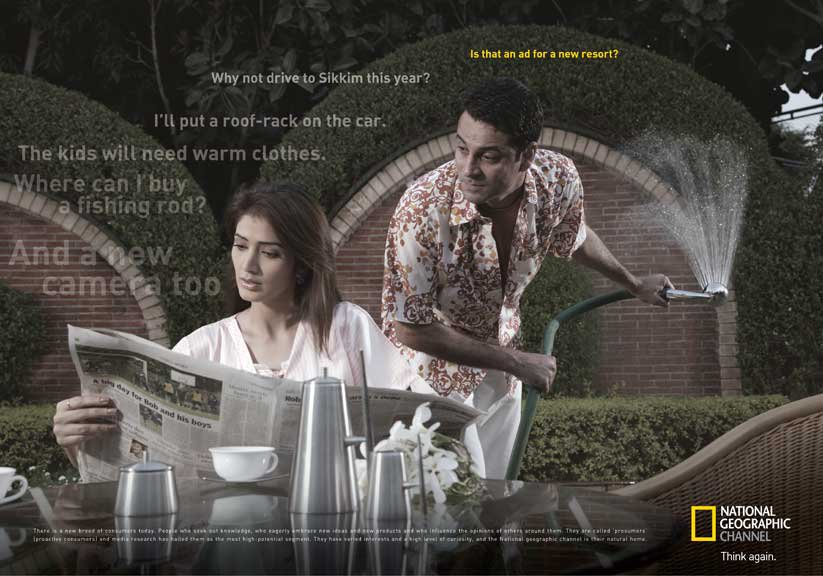 Is that an ad for a new resort?
Why not drive to Sikkim this year?
I'll put a roof-rack on the car.
The kids will need warm clothes.
Where can I buy
a fishing rod?
And a new
camera too
A big day for Bob and his boys
There is a new breed of consumers today. People who seek out knowledge, who eagerly embrace new ideas and new products and who influence the opinions of others around them. They are called 'prosumers'
(proactive consumers) and media research has hailed them as the most high-potential segment. They have varied interests and a high level of curiosity, and the National geographic channel is their natural home.
NATIONAL
GEOGRAPHIC
CHANNEL
Think again.